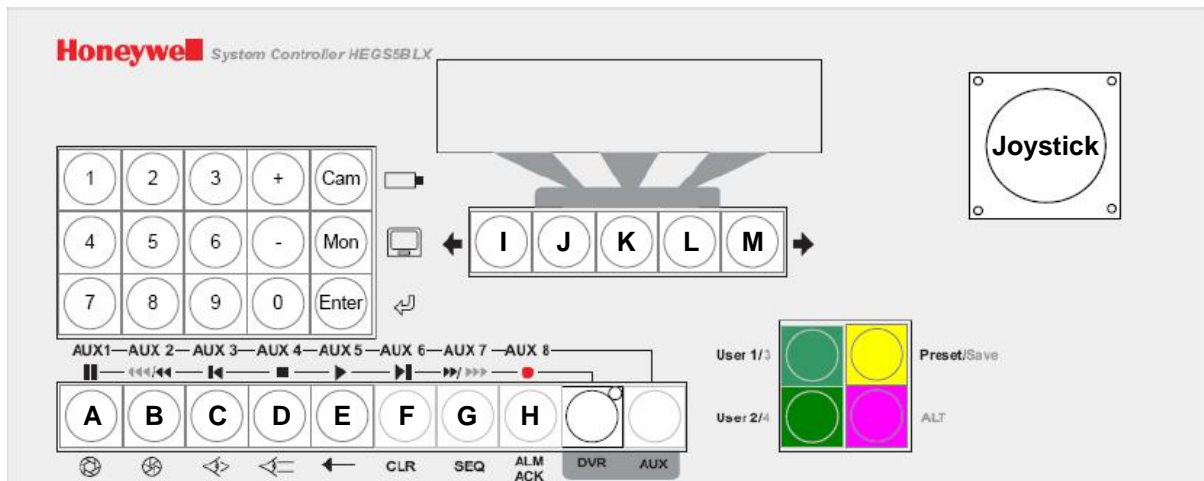 Honeywell System Controller HEGS5BLX
Joystick
1 2 3 + Cam
4 5 6 - Mon
I J K L M
7 8 9 0 Enter
AUX1 AUX 2 AUX 3 AUX 4 AUX 5 AUX 6 AUX 7 AUX 8
User 1/3 Preset/Save
A B C D E F G H
User 2/4 ALT
CLR SEQ ALM ACK DVR AUX